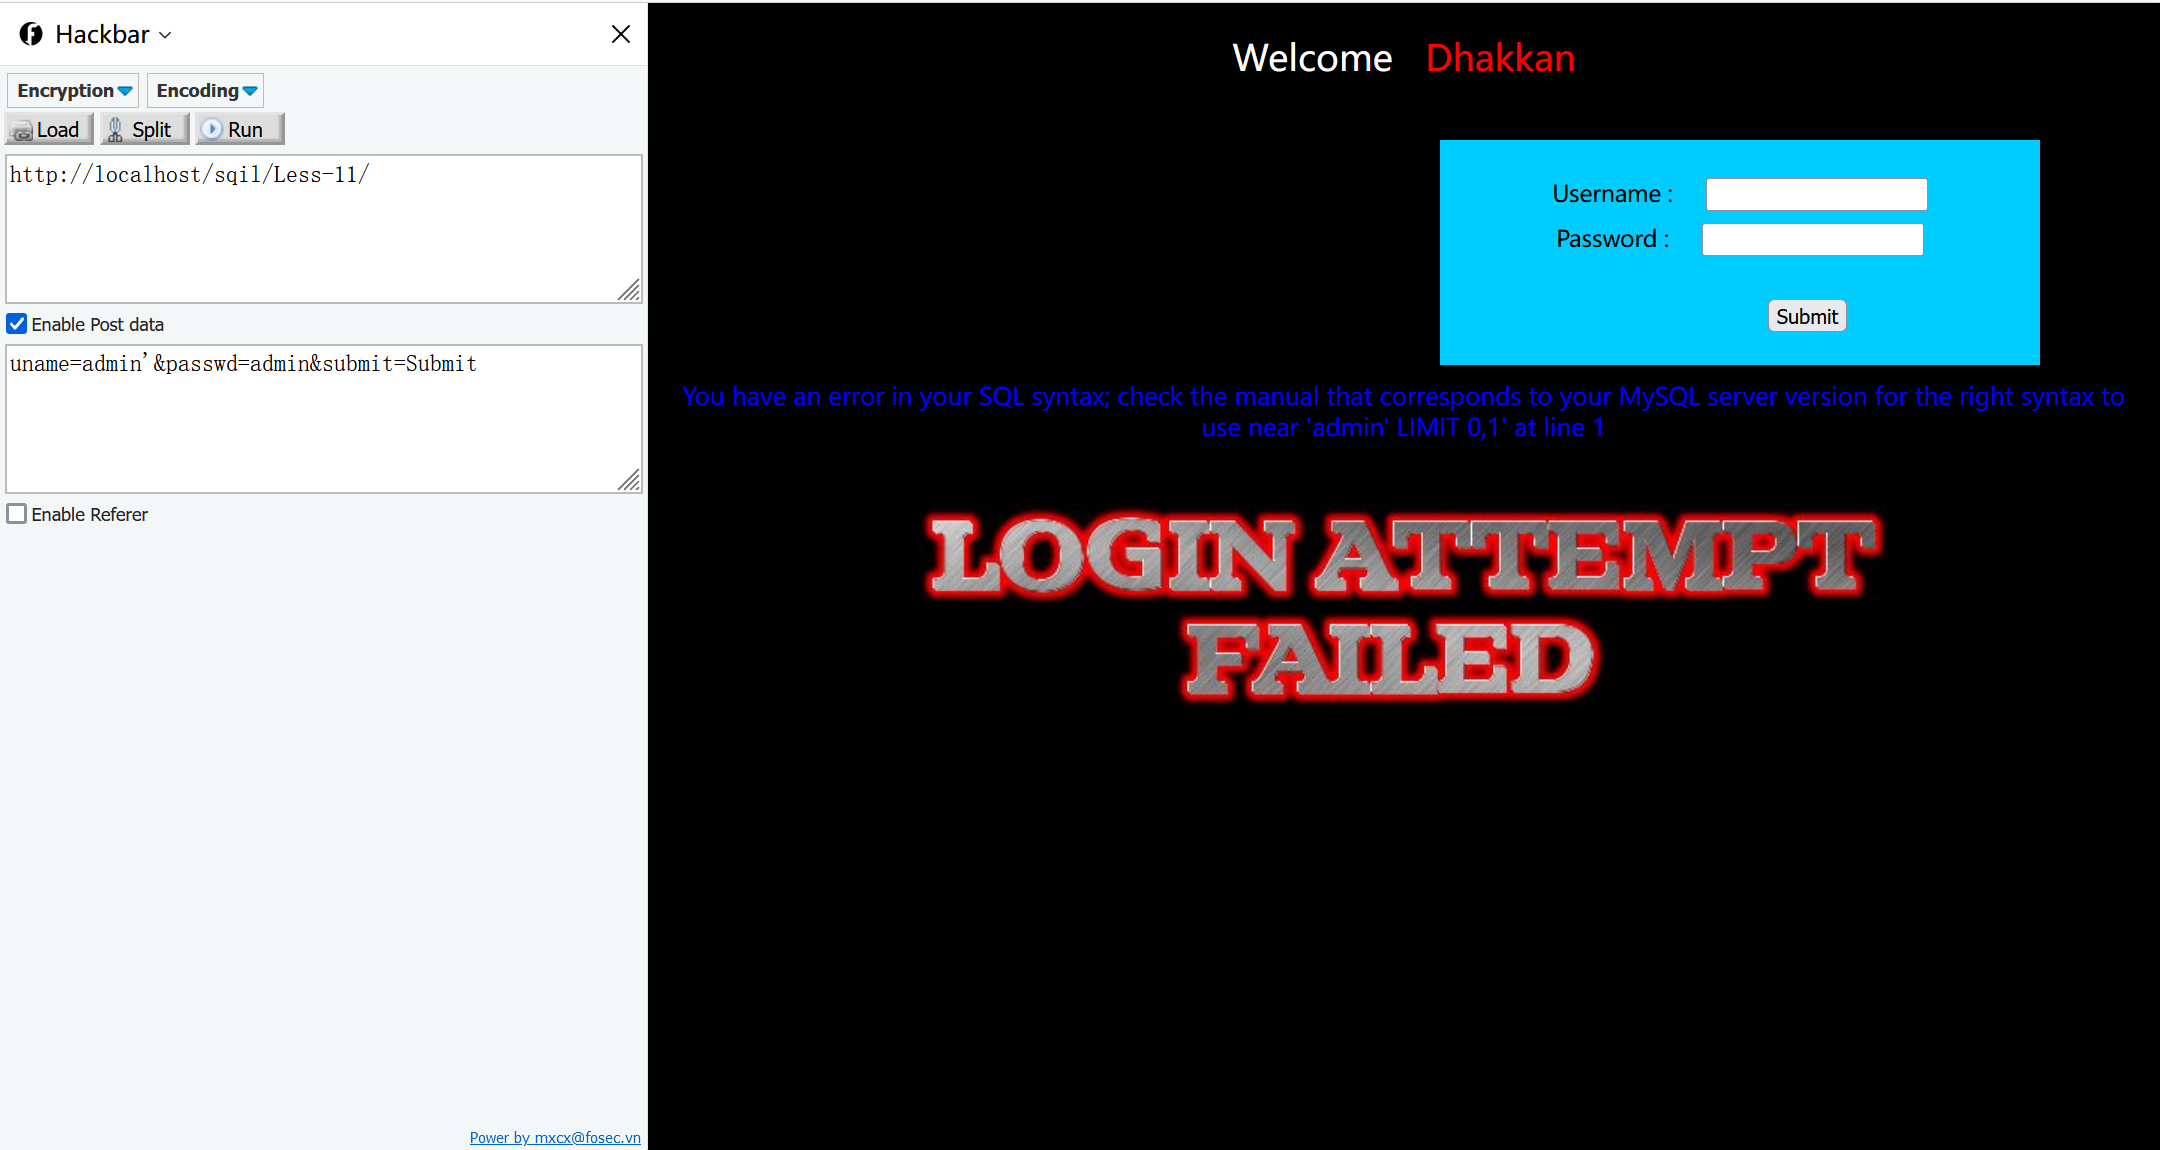 Hackbar
Encryption Encoding
Load Split Run
http://localhost/sqil/Less-11/
Enable Post data
uname=admin'&passwd=admin&submit=Submit
Enable Referer
Power by mxcx@fosec.vn
Welcome Dhakkan
Username :
Password :
Submit
You have an error in your SQL syntax; check the manual that corresponds to your MySQL server version for the right syntax to
use near 'admin' LIMIT 0,1' at line 1
LOGIN ATTEMPT
FAILED